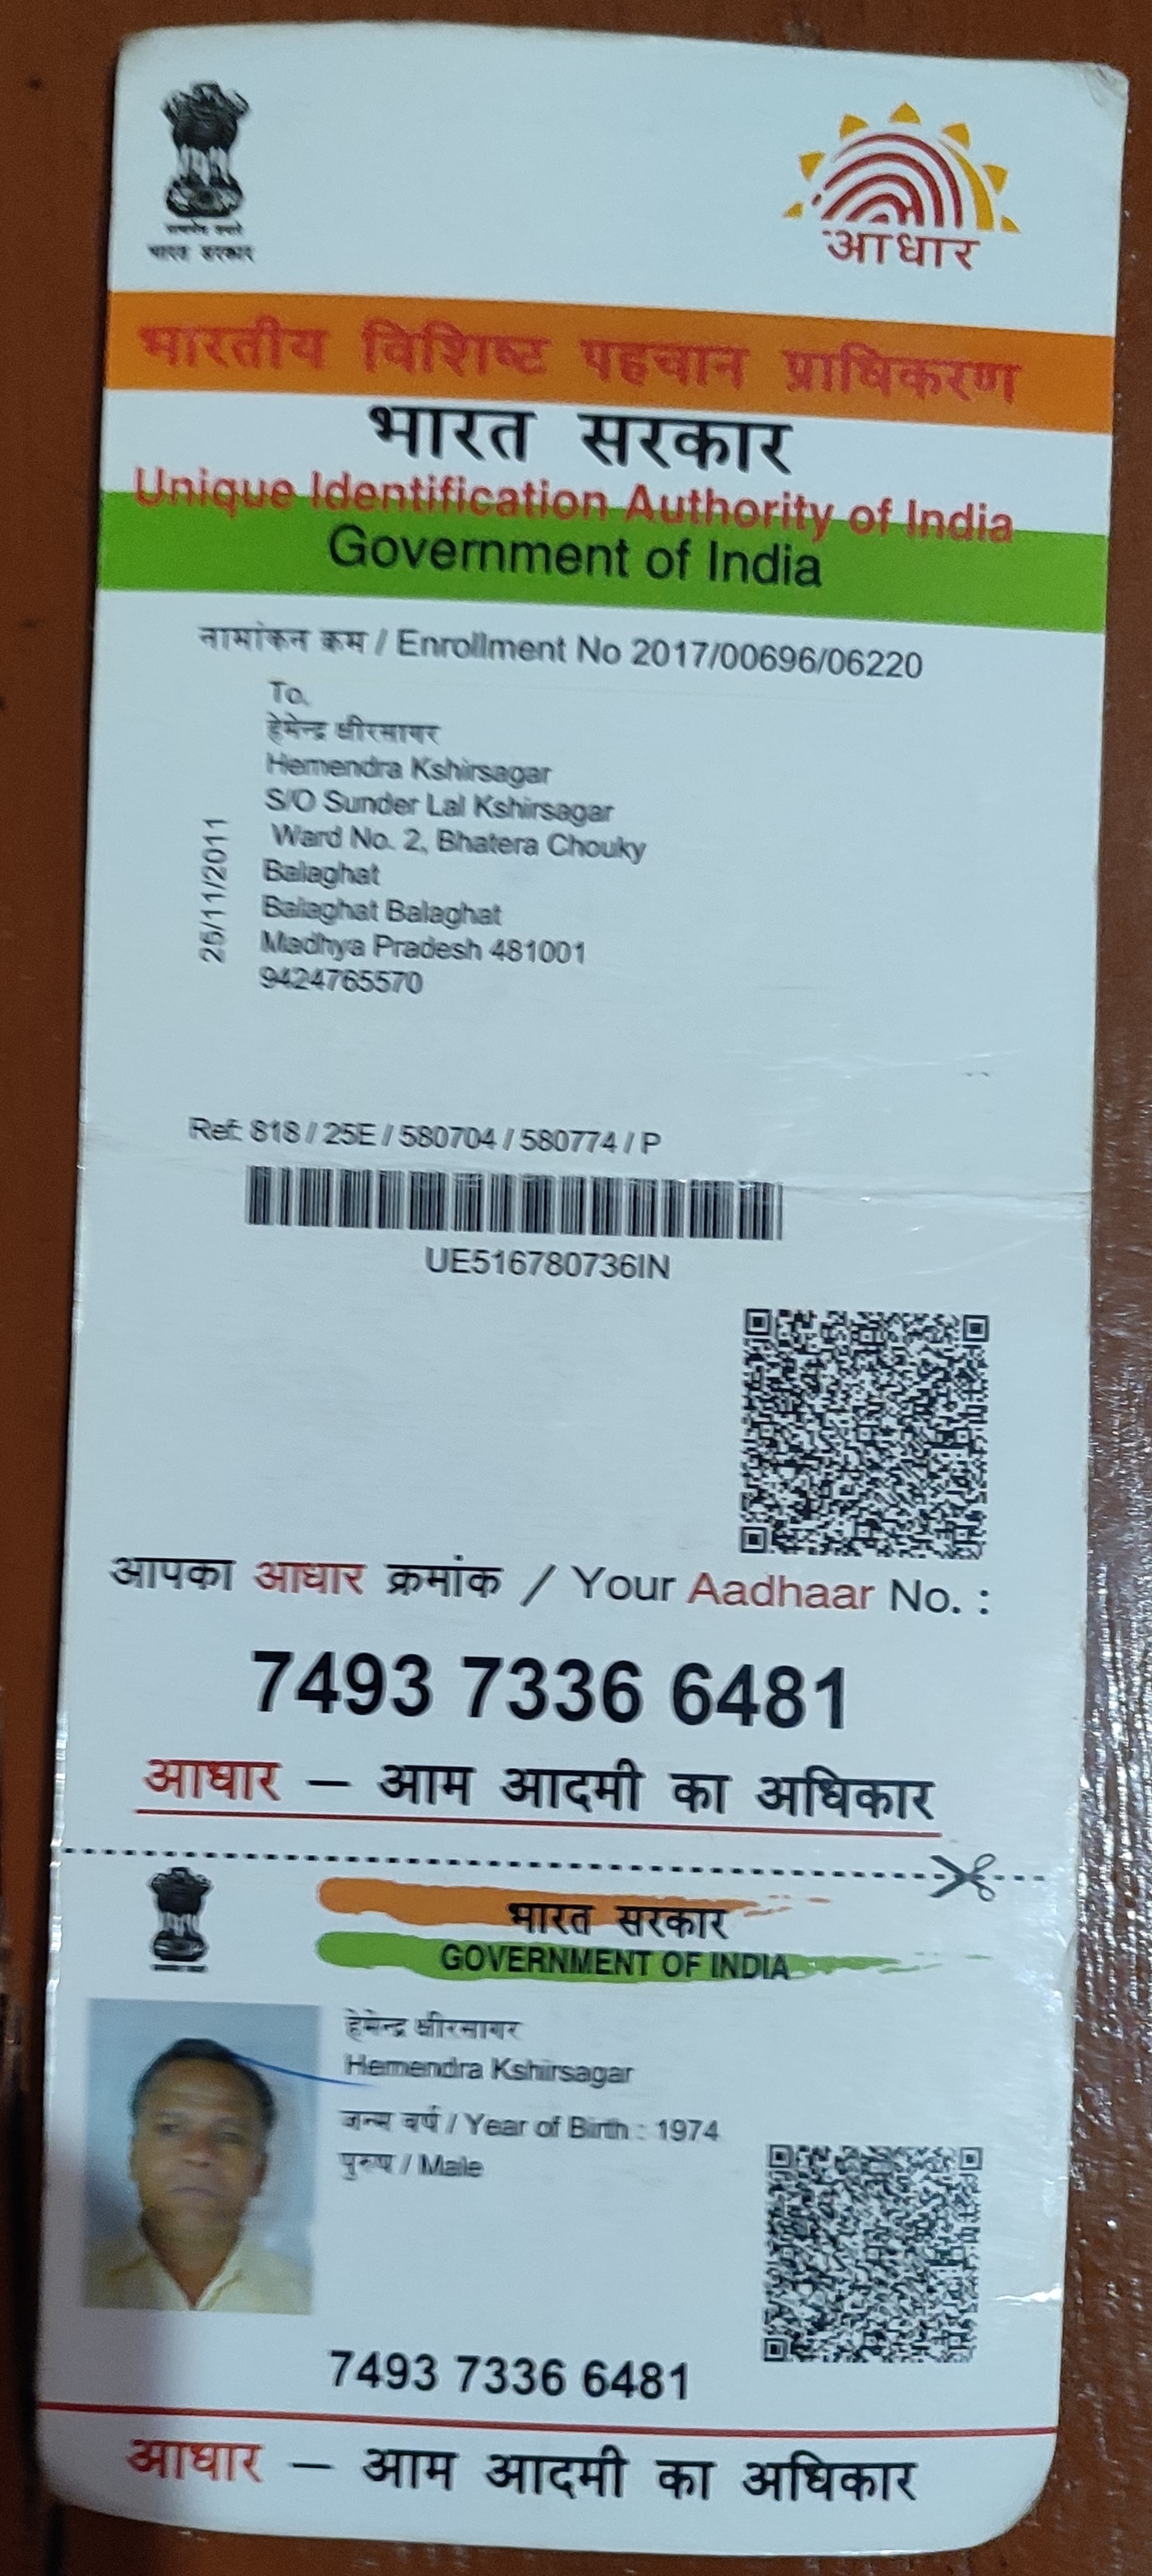 भारत सरकार
आधार
भारतीय विशिष्ट पहचान प्राधिकरण
भारत सरकार
Unique Identification Authority of India
Government of India
नामांकन क्रम / Enrollment No 2017/00696/06220
To,
हेमेन्द्र क्षीरसागर
Hemendra Kshirsagar
S/O Sunder Lal Kshirsagar
Ward No. 2, Bhatera Chouky
Balaghat
Balaghat Balaghat
Madhya Pradesh 481001
9424765570
Ref: 818 / 25E / 580704 / 580774 / P
UE516780736IN
आपका आधार क्रमांक / Your Aadhaar No. :
7493 7336 6481
आधार – आम आदमी का अधिकार
भारत सरकार
GOVERNMENT OF INDIA
हेमेन्द्र क्षीरसागर
Hemendra Kshirsagar
जन्म वर्ष / Year of Birth : 1974
पुरुष / Male
7493 7336 6481
आधार – आम आदमी का अधिकार